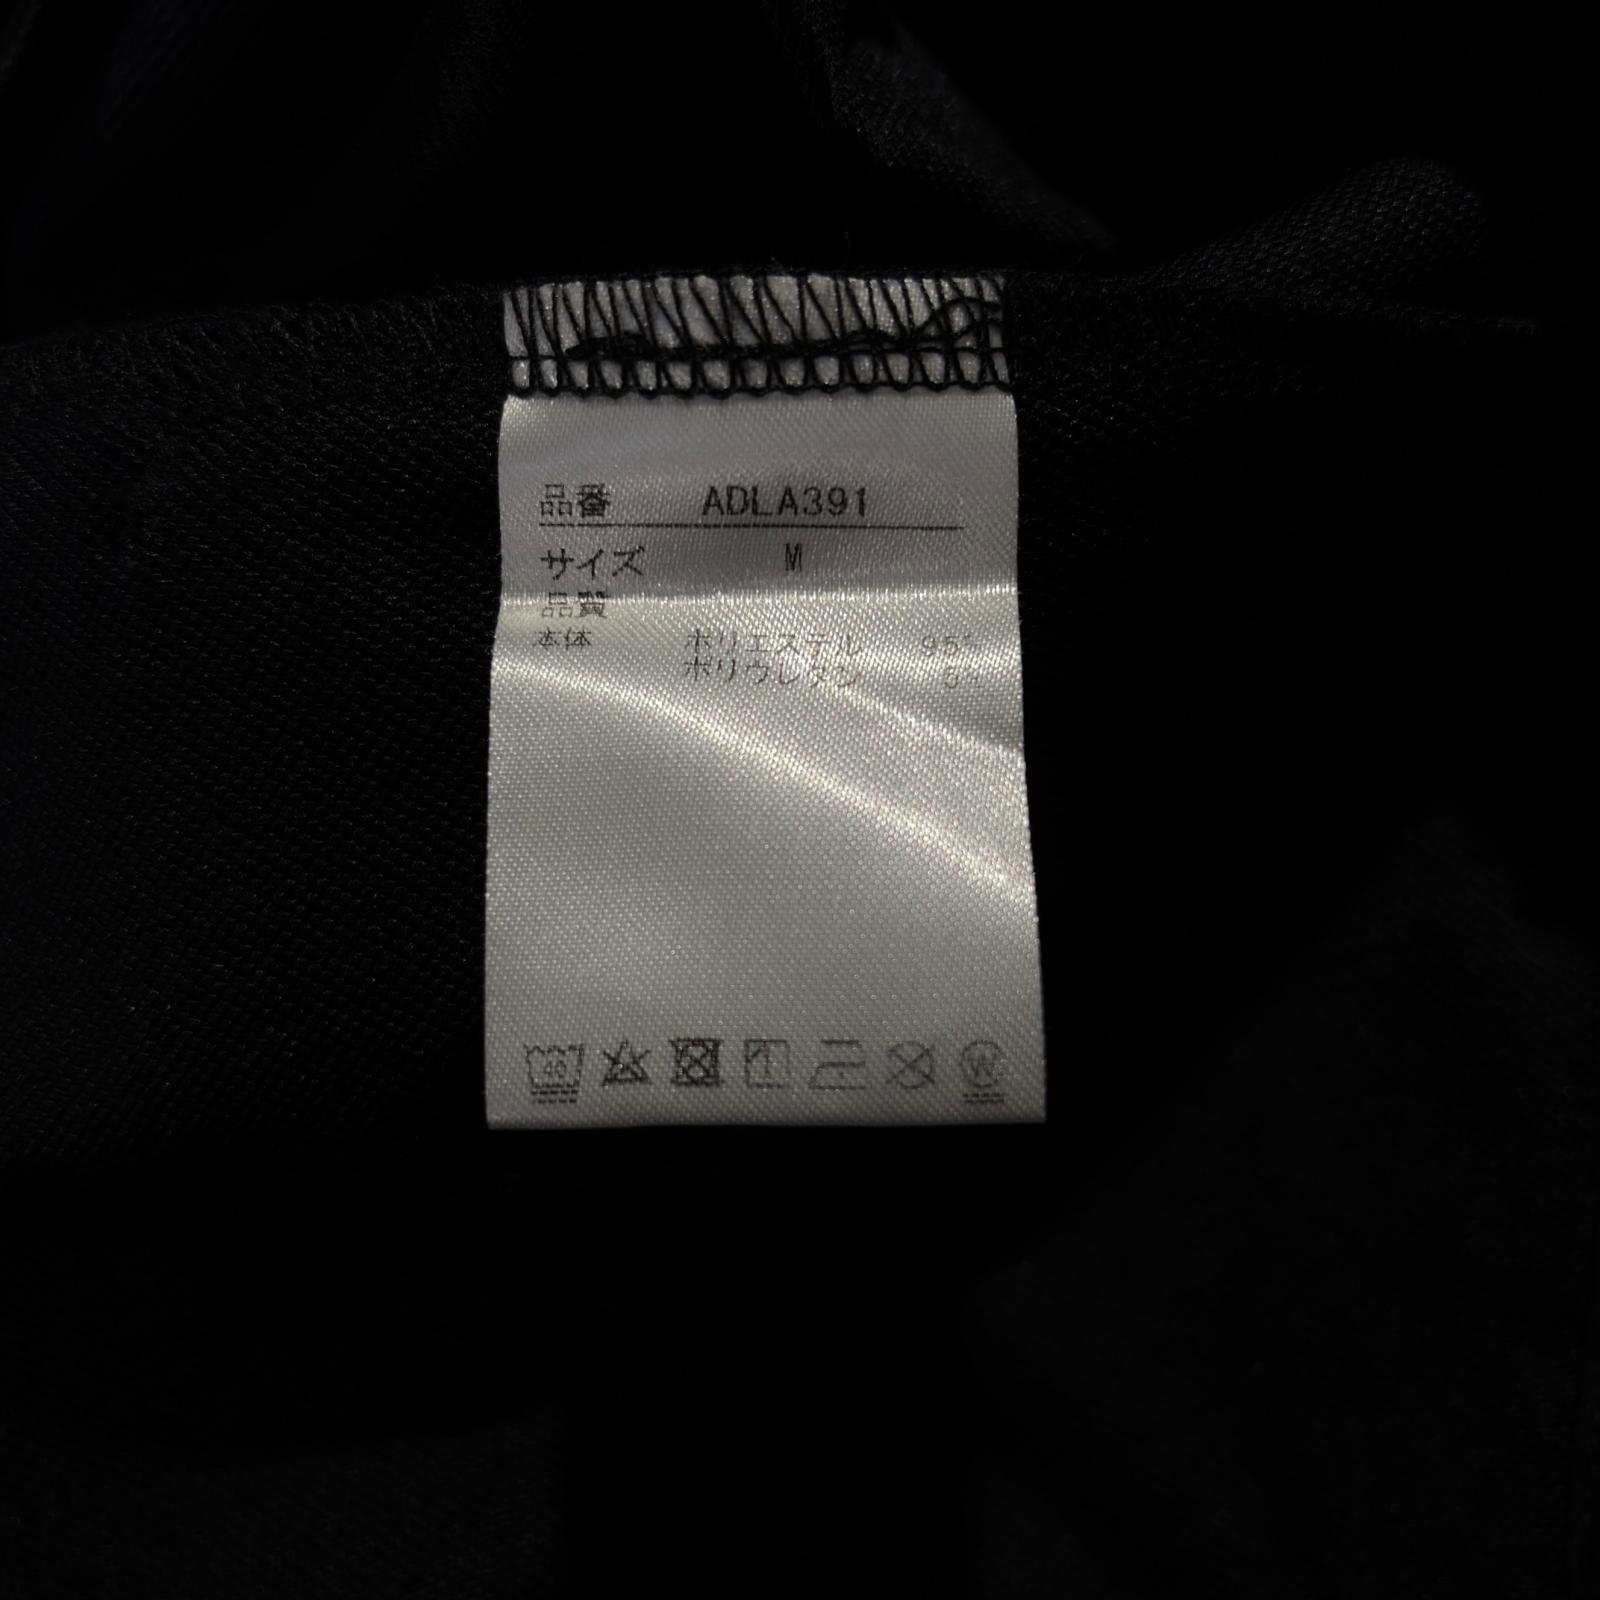 品番 ADLA391
サイズ M
品質
本体 ポリエステル 95%
ポリウレタン 5%
40
W